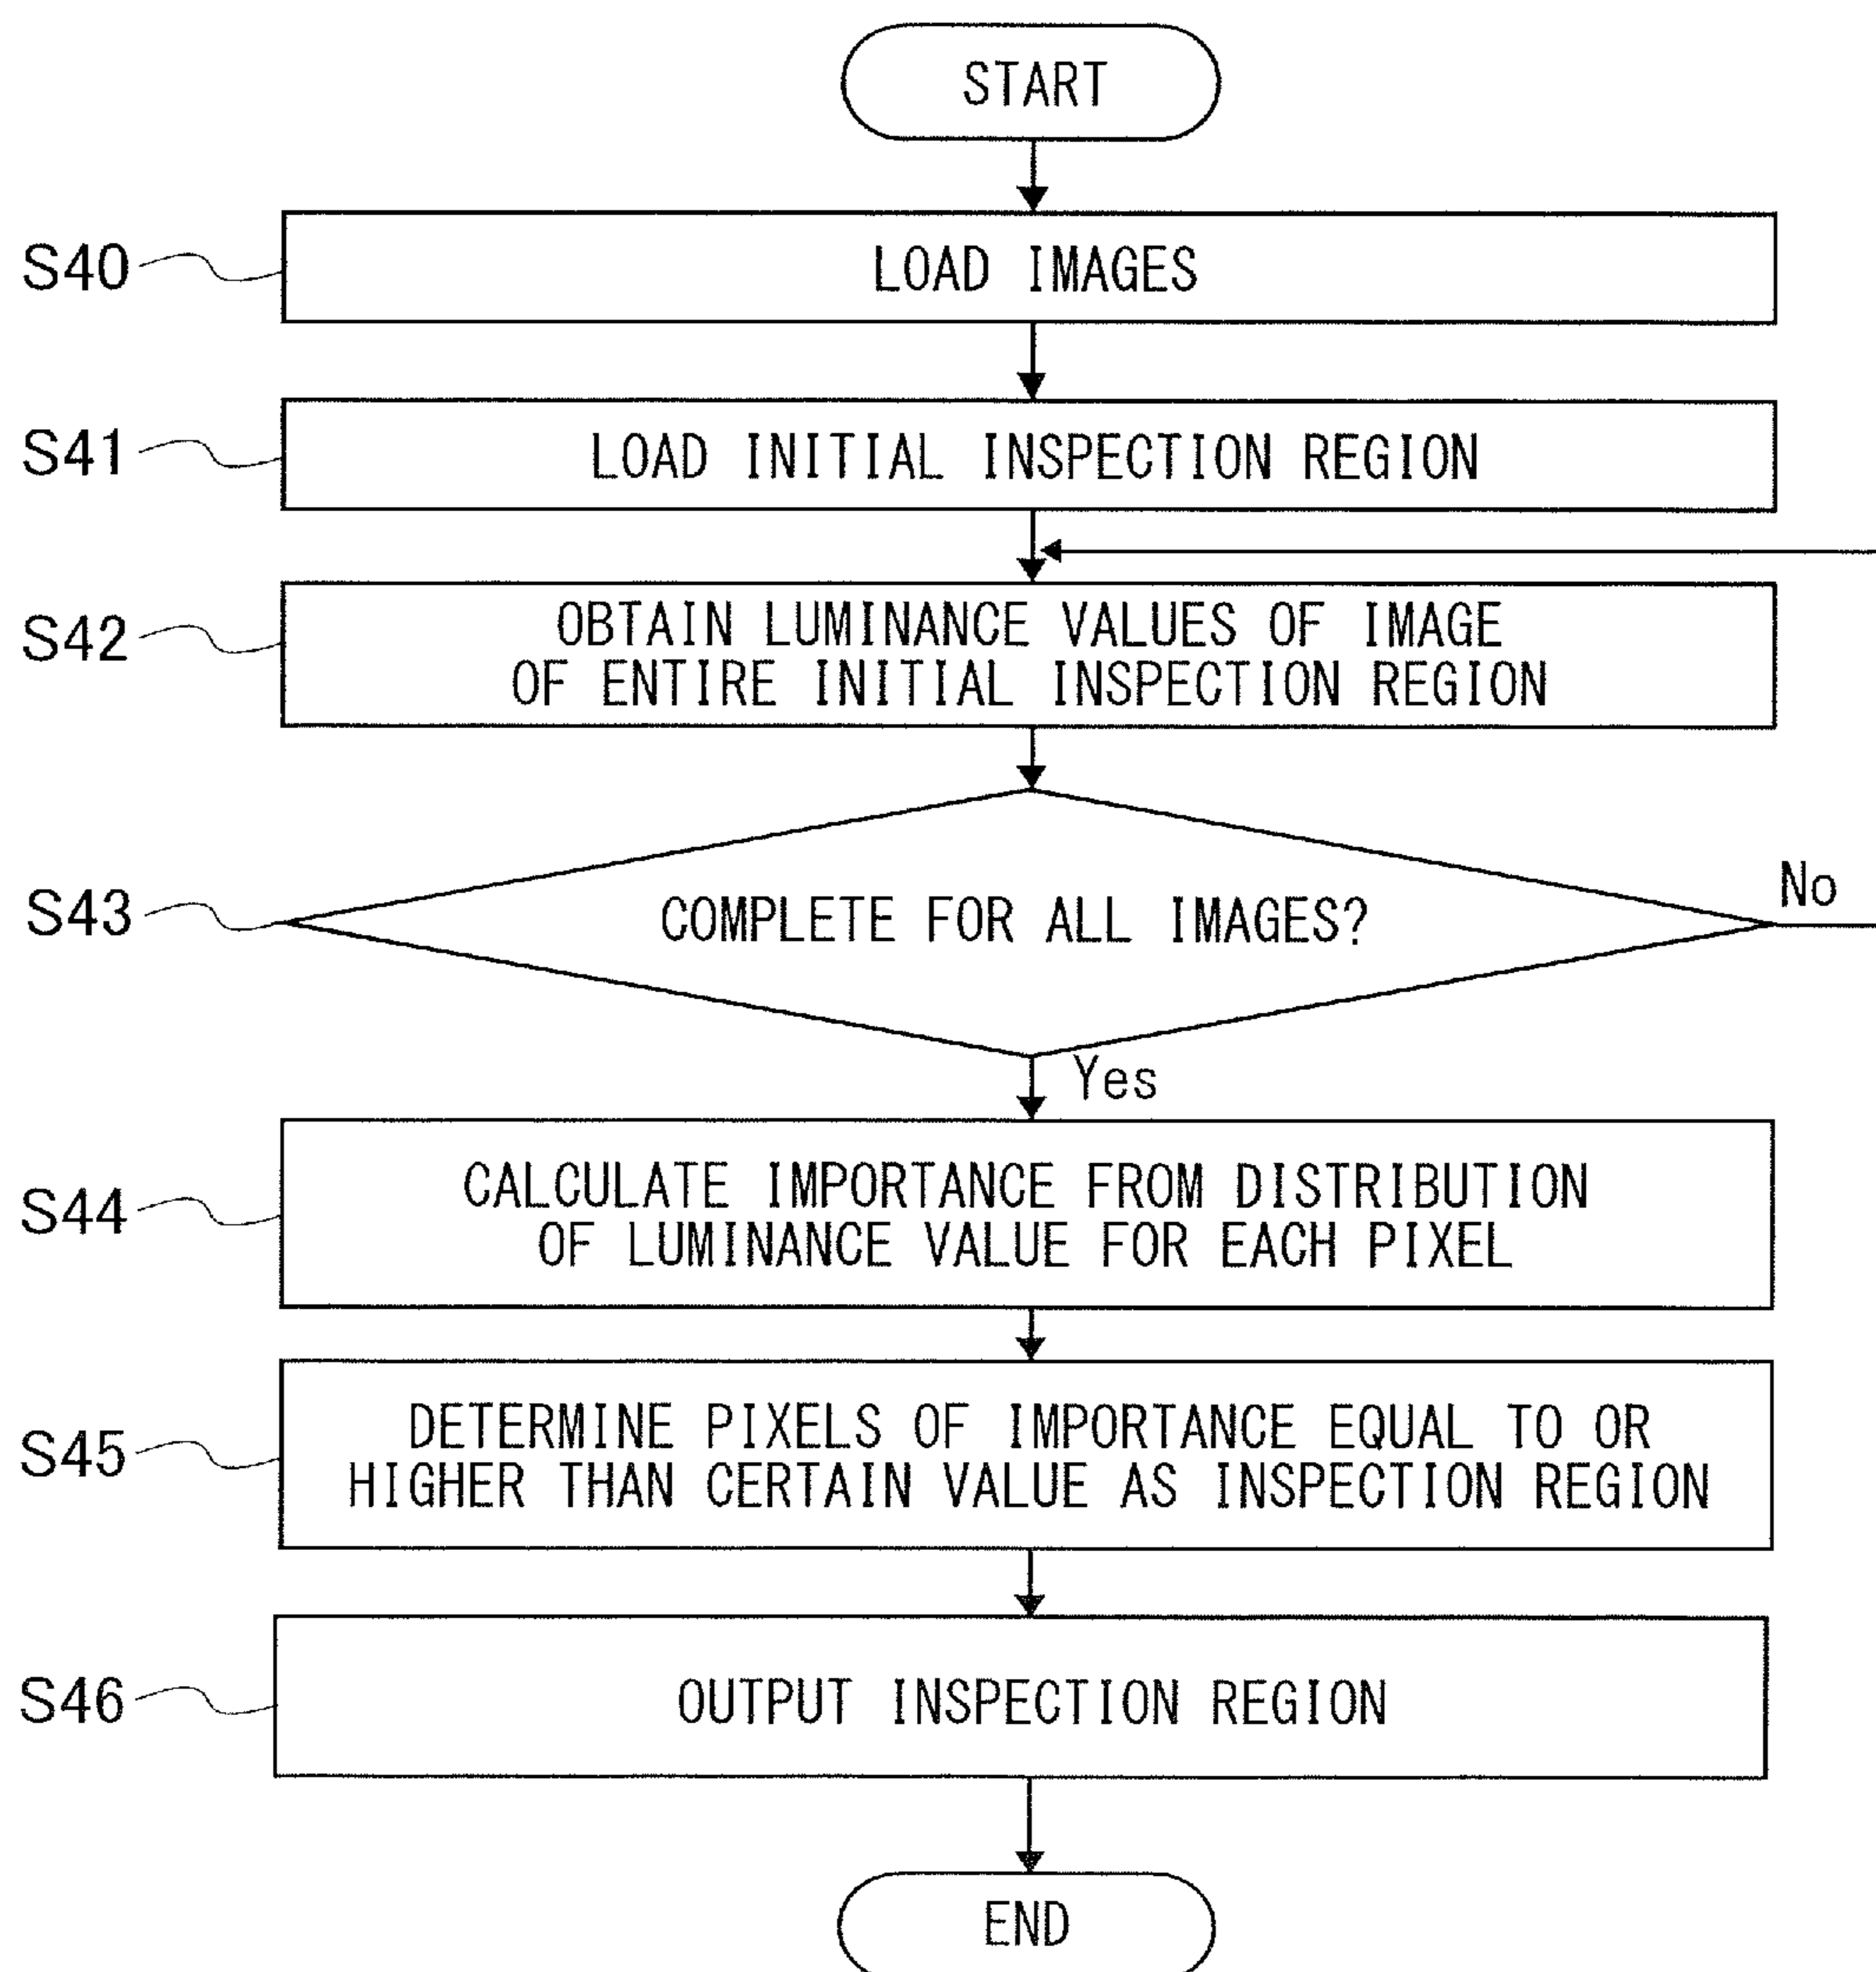 START
S40
LOAD IMAGES
S41
LOAD INITIAL INSPECTION REGION
S42
OBTAIN LUMINANCE VALUES OF IMAGE
OF ENTIRE INITIAL INSPECTION REGION
S43
COMPLETE FOR ALL IMAGES?
No
Yes
S44
CALCULATE IMPORTANCE FROM DISTRIBUTION
OF LUMINANCE VALUE FOR EACH PIXEL
S45
DETERMINE PIXELS OF IMPORTANCE EQUAL TO OR
HIGHER THAN CERTAIN VALUE AS INSPECTION REGION
S46
OUTPUT INSPECTION REGION
END